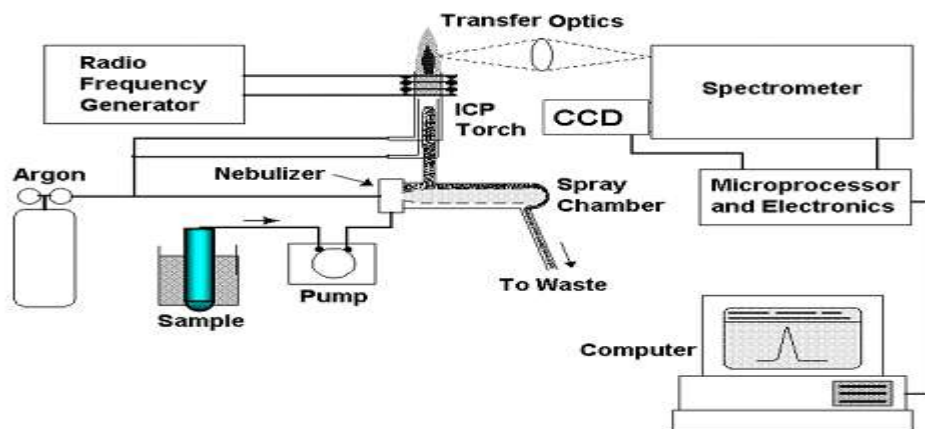 Transfer Optics
Radio
Frequency
Generator
Spectrometer
ICP
Torch
CCD
Argon
Nebulizer
Spray
Chamber
Microprocessor
and Electronics
Pump
To Waste
Sample
Computer